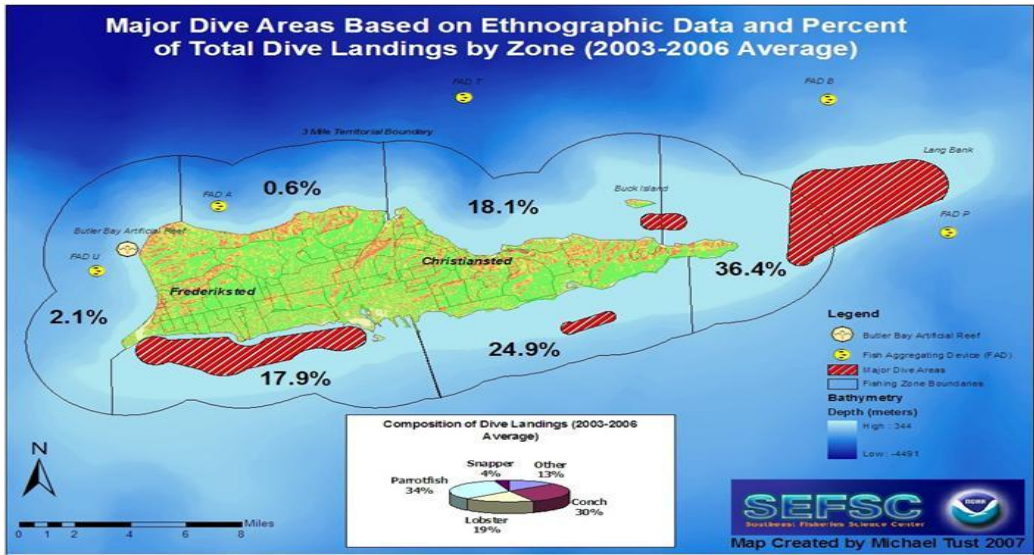 Major Dive Areas Based on Ethnographic Data and Percent
of Total Dive Landings by Zone (2003-2006 Average)
FAD T
FAD B
3 Mile Territorial Boundary
Lang Bank
0.6%
FAD A
18.1%
Buck Island
FAD P
Butler Bay Artificial Reef
FAD U
Christiansted
36.4%
Frederiksted
2.1%
24.9%
17.9%
Legend
Butler Bay Artificial Reef
Fish Aggregating Device (FAD)
Major Dive Areas
Fishing Zone Boundaries
Bathymetry
Depth (meters)
High : 344
Low : -4491
Composition of Dive Landings (2003-2006
Average)
Snapper
4%
Other
13%
Parrotfish
34%
Conch
30%
Lobster
19%
N
0 1 2 4 6 8 Miles
SEFSC
Southeast Fisheries Science Center
NOAA
Map Created by Michael Tust 2007